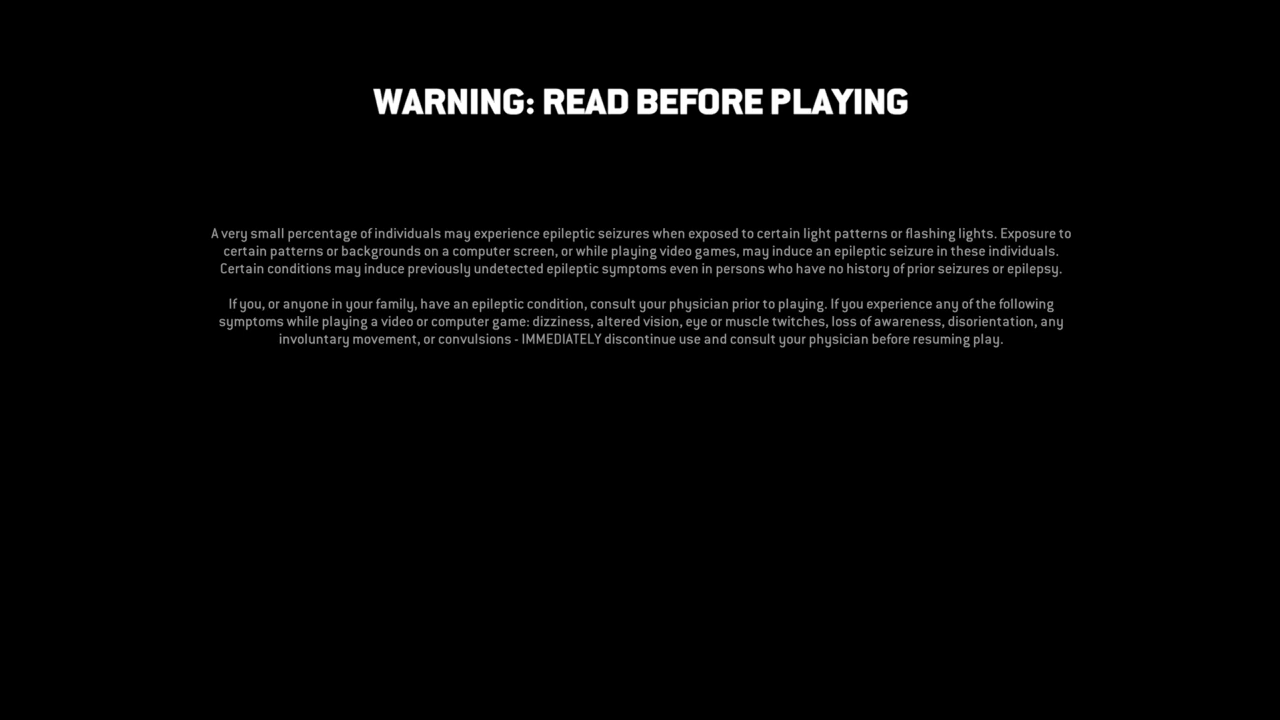 WARNING: READ BEFORE PLAYING
A very small percentage of individuals may experience epileptic seizures when exposed to certain light patterns or flashing lights. Exposure to
certain patterns or backgrounds on a computer screen, or while playing video games, may induce an epileptic seizure in these individuals.
Certain conditions may induce previously undetected epileptic symptoms even in persons who have no history of prior seizures or epilepsy.
If you, or anyone in your family, have an epileptic condition, consult your physician prior to playing. If you experience any of the following
symptoms while playing a video or computer game: dizziness, altered vision, eye or muscle twitches, loss of awareness, disorientation, any
involuntary movement, or convulsions - IMMEDIATELY discontinue use and consult your physician before resuming play.